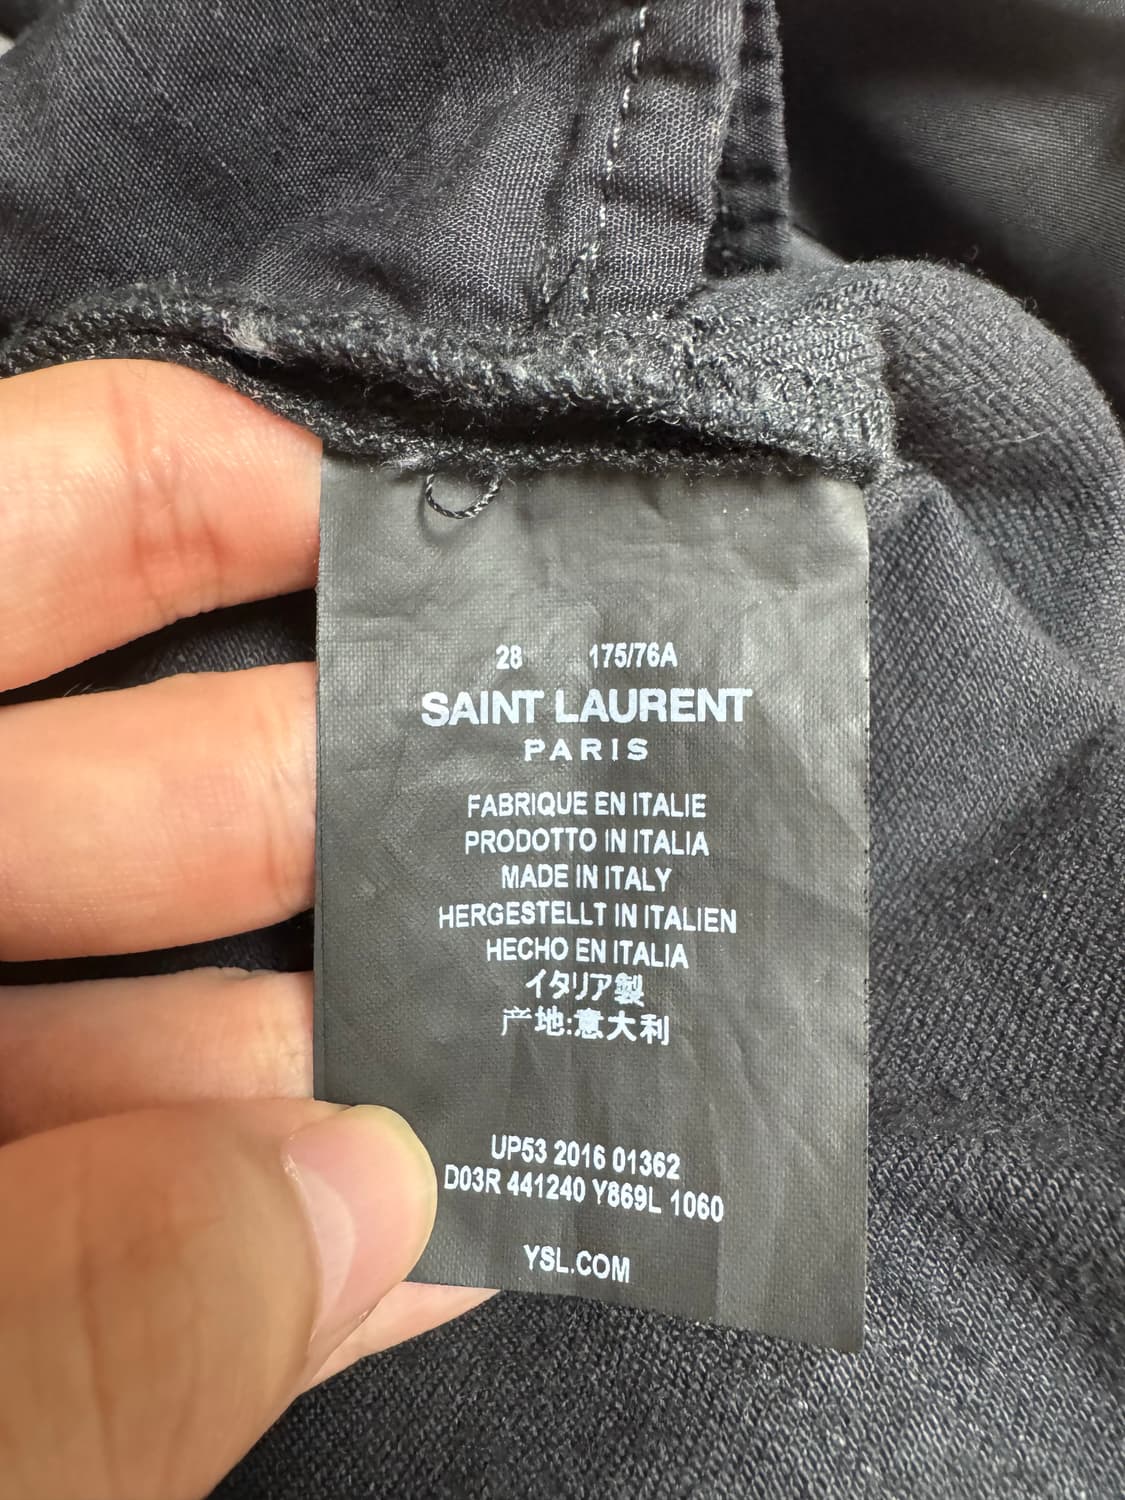 28 175/76A
SAINT LAURENT
PARIS
FABRIQUE EN ITALIE
PRODOTTO IN ITALIA
MADE IN ITALY
HERGESTELLT IN ITALIEN
HECHO EN ITALIA
イタリア製
产地:意大利
UP53 2016 01362
D03R 441240 Y869L 1060
YSL.COM